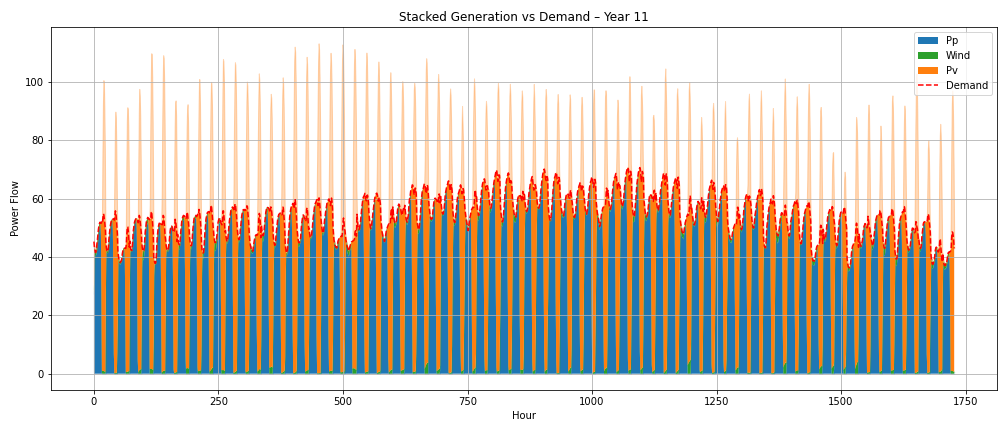 Stacked Generation vs Demand – Year 11
Power Flow
100
80
60
40
20
0
0 250 500 750 1000 1250 1500 1750
Hour
Pp
Wind
Pv
Demand